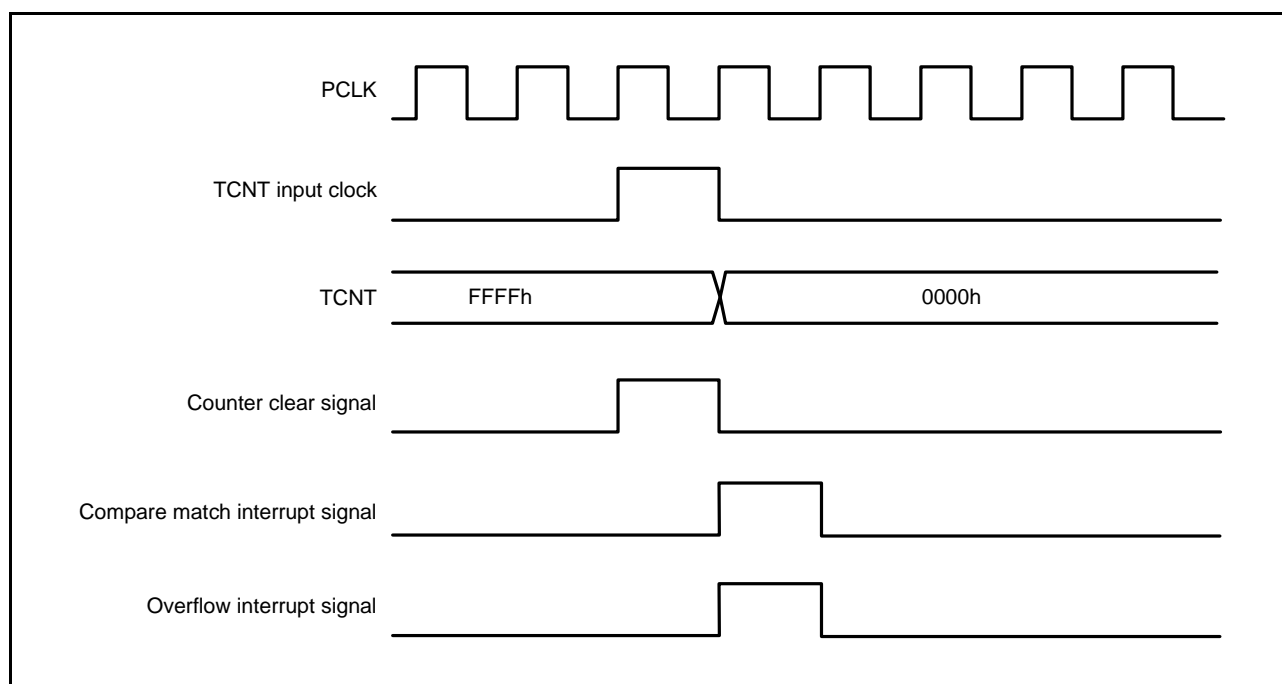 PCLK
TCNT input clock
TCNT
FFFFh
0000h
Counter clear signal
Compare match interrupt signal
Overflow interrupt signal